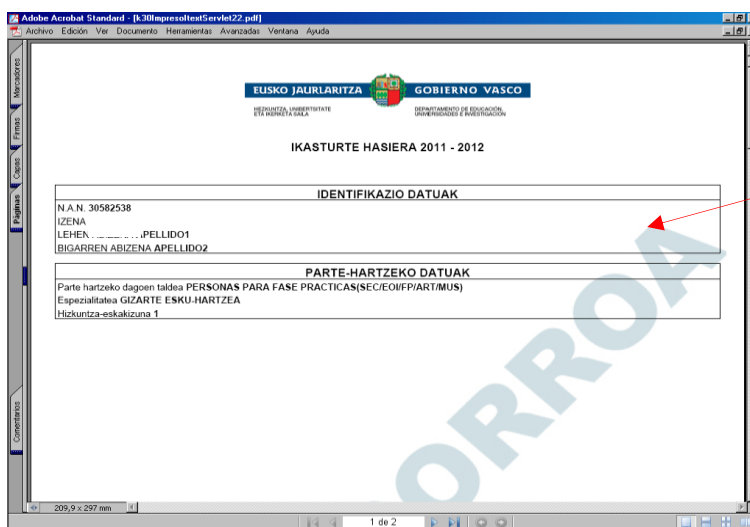 Adobe Acrobat Standard - [k30ImpresoItextServlet22.pdf]
Archivo Edición Ver Documento Herramientas Avanzadas Ventana Ayuda
Marcadores
Firmas
Capas
Páginas
Comentarios
EUSKO JAURLARITZA GOBIERNO VASCO
HEZKUNTZA, UNIBERTSITATE
ETA IKERKETA SAILA
DEPARTAMENTO DE EDUCACIÓN,
UNIVERSIDADES E INVESTIGACIÓN
IKASTURTE HASIERA 2011 - 2012
IDENTIFIKAZIO DATUAK
N.A.N. 30582538
IZENA
LEHEN APELLIDO1
BIGARREN ABIZENA APELLIDO2
PARTE-HARTZEKO DATUAK
Parte hartzeko dagoen taldea PERSONAS PARA FASE PRACTICAS(SEC/EOI/FP/ART/MUS)
Espezialitatea GIZARTE ESKU-HARTZEA
Hizkuntza-eskakizuna 1
ORROA
209,9 x 297 mm
1 de 2